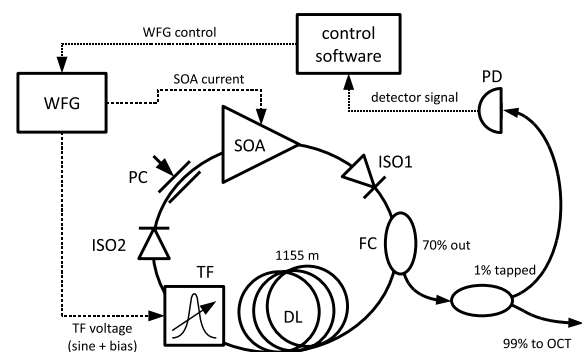 WFG control
control
software
PD
SOA current
detector signal
WFG
SOA
ISO1
PC
FC
70% out
ISO2
1155 m
1% tapped
TF
DL
TF voltage
(sine + bias)
99% to OCT